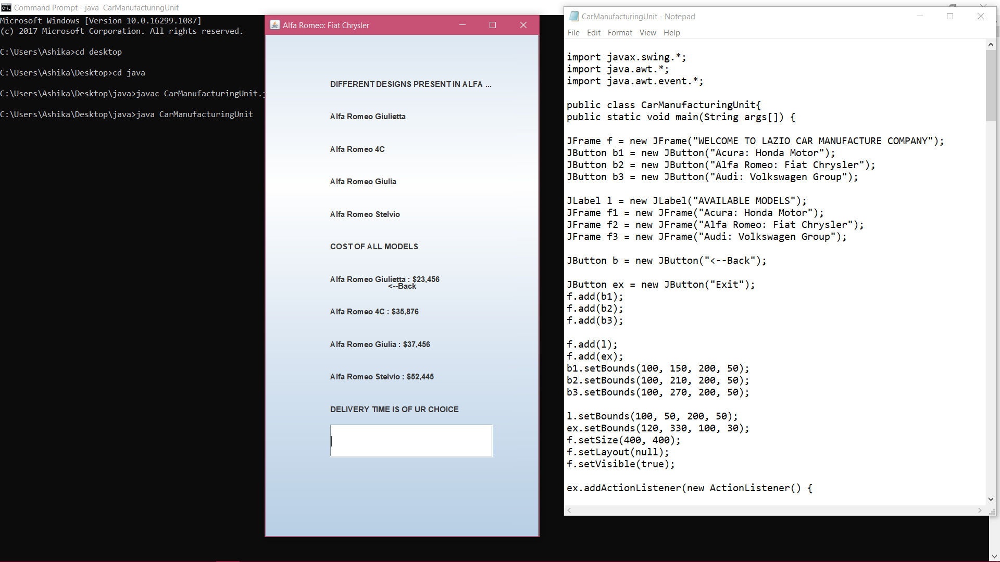 Command Prompt - java  CarManufacturingUnit
Microsoft Windows [Version 10.0.16299.1087]
(c) 2017 Microsoft Corporation. All rights reserved.
C:\Users\Ashika>cd desktop
C:\Users\Ashika\Desktop>cd java
C:\Users\Ashika\Desktop\java>javac CarManufacturingUnit.
C:\Users\Ashika\Desktop\java>java CarManufacturingUnit
Alfa Romeo: Fiat Chrysler
DIFFERENT DESIGNS PRESENT IN ALFA ...
Alfa Romeo Giulietta
Alfa Romeo 4C
Alfa Romeo Giulia
Alfa Romeo Stelvio
COST OF ALL MODELS
Alfa Romeo Giulietta : $23,456
<--Back
Alfa Romeo 4C : $35,876
Alfa Romeo Giulia : $37,456
Alfa Romeo Stelvio : $52,445
DELIVERY TIME IS OF UR CHOICE
CarManufacturingUnit - Notepad
File Edit Format View Help
import javax.swing.*;
import java.awt.*;
import java.awt.event.*;
public class CarManufacturingUnit{
public static void main(String args[]) {
JFrame f = new JFrame("WELCOME TO LAZIO CAR MANUFACTURE COMPANY");
JButton b1 = new JButton("Acura: Honda Motor");
JButton b2 = new JButton("Alfa Romeo: Fiat Chrysler");
JButton b3 = new JButton("Audi: Volkswagen Group");
JLabel l = new JLabel("AVAILABLE MODELS");
JFrame f1 = new JFrame("Acura: Honda Motor");
JFrame f2 = new JFrame("Alfa Romeo: Fiat Chrysler");
JFrame f3 = new JFrame("Audi: Volkswagen Group");
JButton b = new JButton("<--Back");
JButton ex = new JButton("Exit");
f.add(b1);
f.add(b2);
f.add(b3);
f.add(l);
f.add(ex);
b1.setBounds(100, 150, 200, 50);
b2.setBounds(100, 210, 200, 50);
b3.setBounds(100, 270, 200, 50);
l.setBounds(100, 50, 200, 50);
ex.setBounds(120, 330, 100, 30);
f.setSize(400, 400);
f.setLayout(null);
f.setVisible(true);
ex.addActionListener(new ActionListener() {